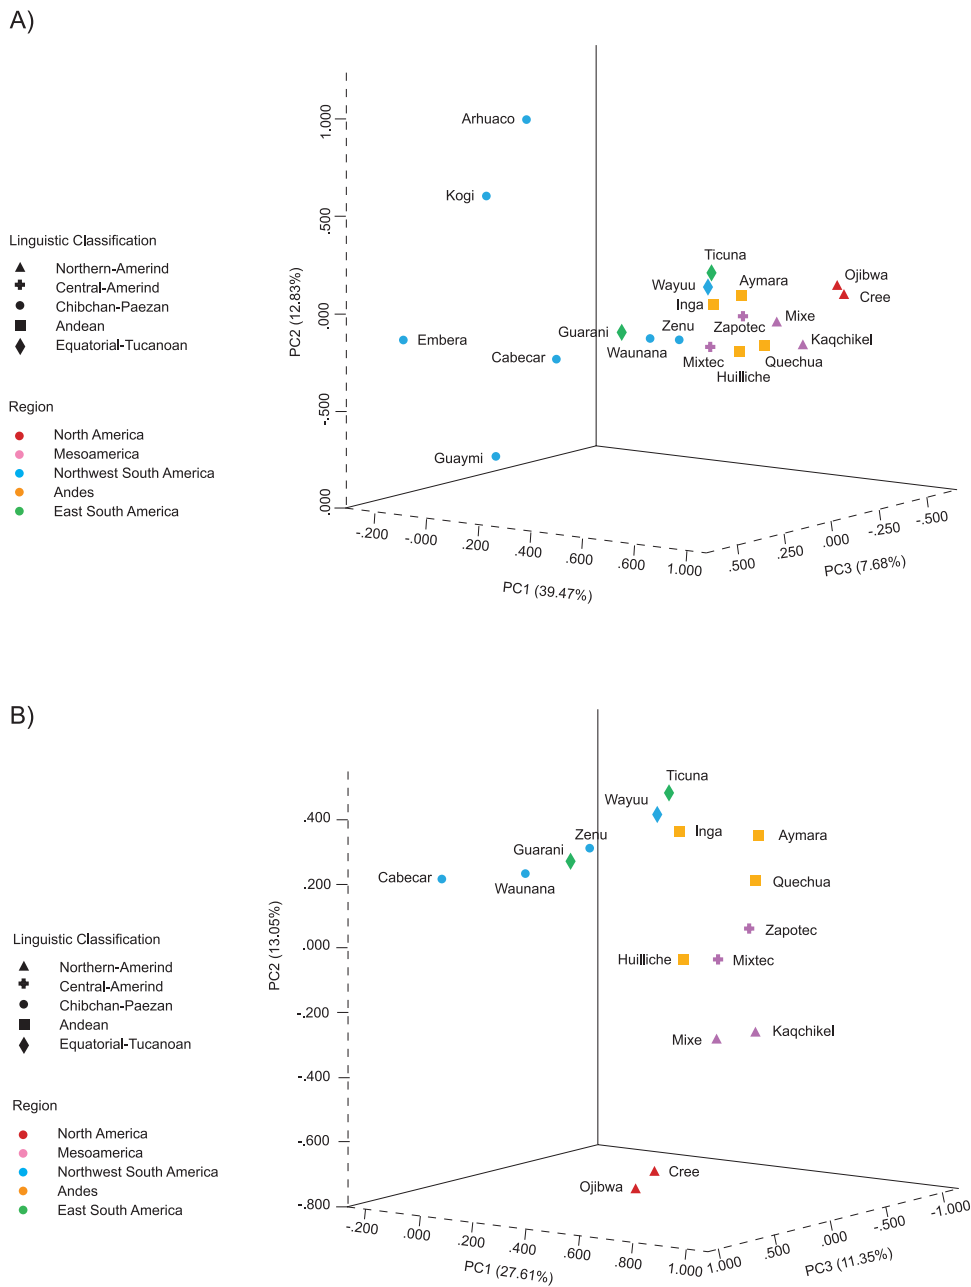 A)
1.000
.500
.000
-.500
.000
PC2 (12.83%)
Arhuaco
Kogi
Embera
Cabecar
Guaymi
Guarani
Waunana
Zenu
Ticuna
Wayuu
Inga
Aymara
Zapotec
Mixtec
Huilliche
Quechua
Mixe
Kaqchikel
Ojibwa
Cree
Linguistic Classification
Northern-Amerind
Central-Amerind
Chibchan-Paezan
Andean
Equatorial-Tucanoan
Region
North America
Mesoamerica
Northwest South America
Andes
East South America
-.200 -.000 .200 .400 .600 .600 1.000
PC1 (39.47%)
.500 .250 .000 -.250 -.500
PC3 (7.68%)
B)
.400
.200
.000
-.200
-.400
-.600
-.800
PC2 (13.05%)
Ticuna
Wayuu
Zenu
Guarani
Waunana
Cabecar
Inga
Aymara
Quechua
Zapotec
Huilliche
Mixtec
Mixe
Kaqchikel
Cree
Ojibwa
Linguistic Classification
Northern-Amerind
Central-Amerind
Chibchan-Paezan
Andean
Equatorial-Tucanoan
Region
North America
Mesoamerica
Northwest South America
Andes
East South America
-.200 .000 .200 .400 .600 .800 1.000
PC1 (27.61%)
1.000 .500 .000 -.500 -1.000
PC3 (11.35%)